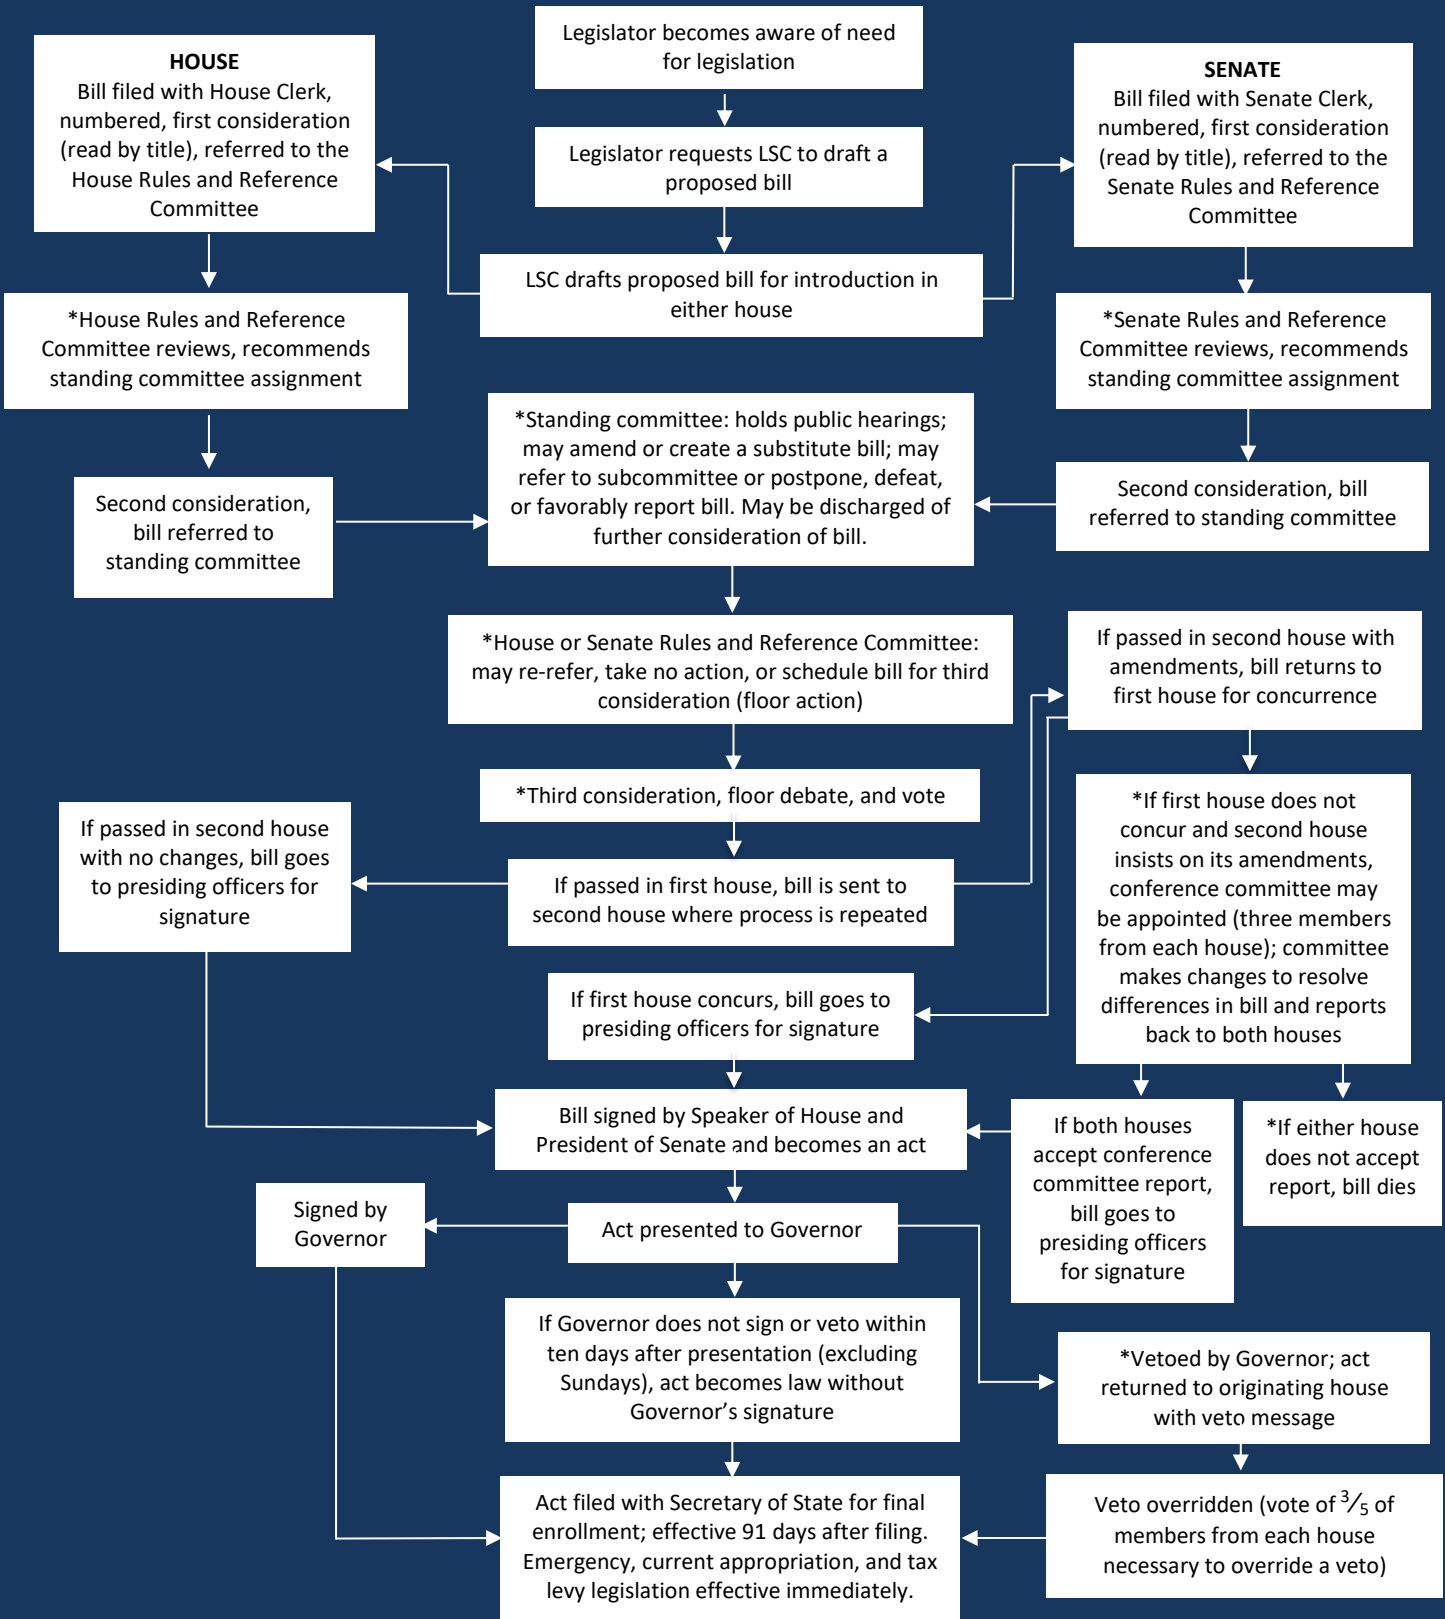 Legislator becomes aware of need
for legislation
HOUSE
Bill filed with House Clerk,
numbered, first consideration
(read by title), referred to the
House Rules and Reference
Committee
SENATE
Bill filed with Senate Clerk,
numbered, first consideration
(read by title), referred to the
Senate Rules and Reference
Committee
Legislator requests LSC to draft a
proposed bill
LSC drafts proposed bill for introduction in
either house
*House Rules and Reference
Committee reviews, recommends
standing committee assignment
*Senate Rules and Reference
Committee reviews, recommends
standing committee assignment
*Standing committee: holds public hearings;
may amend or create a substitute bill; may
refer to subcommittee or postpone, defeat,
or favorably report bill. May be discharged of
further consideration of bill.
Second consideration,
bill referred to
standing committee
Second consideration, bill
referred to standing committee
*House or Senate Rules and Reference Committee:
may re-refer, take no action, or schedule bill for third
consideration (floor action)
If passed in second house with
amendments, bill returns to
first house for concurrence
*Third consideration, floor debate, and vote
If passed in second house
with no changes, bill goes
to presiding officers for
signature
If passed in first house, bill is sent to
second house where process is repeated
*If first house does not
concur and second house
insists on its amendments,
conference committee may
be appointed (three members
from each house); committee
makes changes to resolve
differences in bill and reports
back to both houses
If first house concurs, bill goes to
presiding officers for signature
Bill signed by Speaker of House and
President of Senate and becomes an act
If both houses
accept conference
committee report,
bill goes to
presiding officers
for signature
*If either house
does not accept
report, bill dies
Signed by
Governor
Act presented to Governor
If Governor does not sign or veto within
ten days after presentation (excluding
Sundays), act becomes law without
Governor’s signature
*Vetoed by Governor; act
returned to originating house
with veto message
Act filed with Secretary of State for final
enrollment; effective 91 days after filing.
Emergency, current appropriation, and tax
levy legislation effective immediately.
Veto overridden (vote of 3⁄5 of
members from each house
necessary to override a veto)